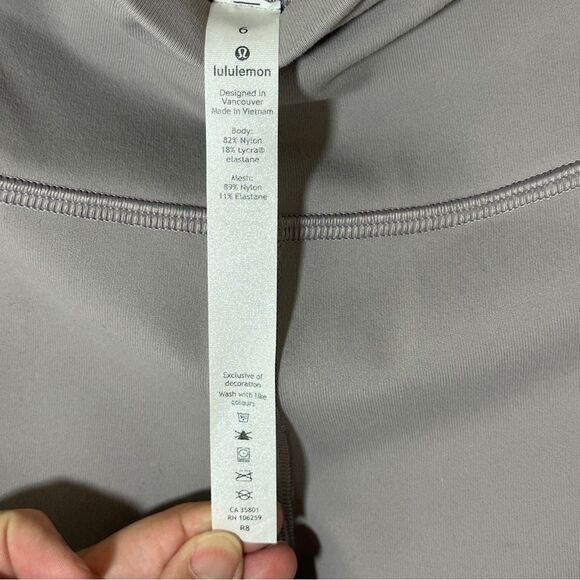 6
lululemon
Designed in
Vancouver
Made in Vietnam
Body:
82% Nylon
18% Lycra®
elastane
Mesh:
89% Nylon
11% Elastane
Exclusive of
decoration
Wash with like
colours
CA 35801
RN 106259
R8